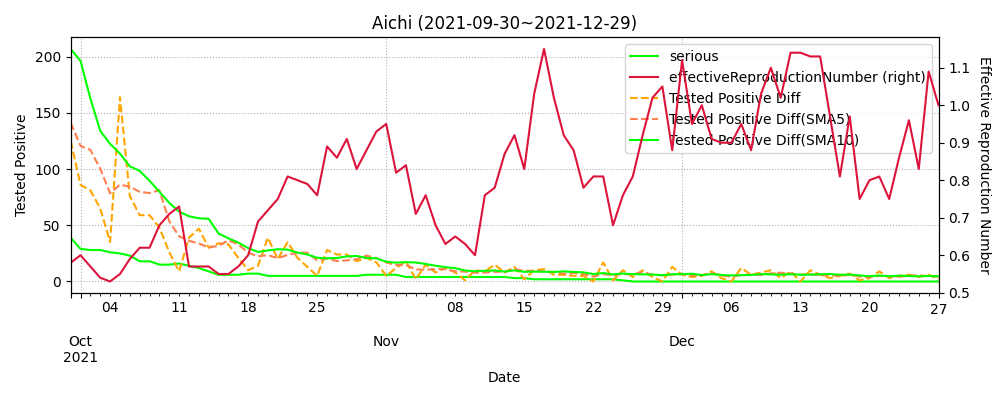 Aichi (2021-09-30~2021-12-29)
serious
effectiveReproductionNumber (right)
Tested Positive Diff
Tested Positive Diff(SMA5)
Tested Positive Diff(SMA10)
Tested Positive
200
150
100
50
0
Effective Reproduction Number
1.1
1.0
0.9
0.8
0.7
0.6
0.5
04 11 18 25 08 15 22 29 06 13 20 27
Oct Nov Dec
2021
Date